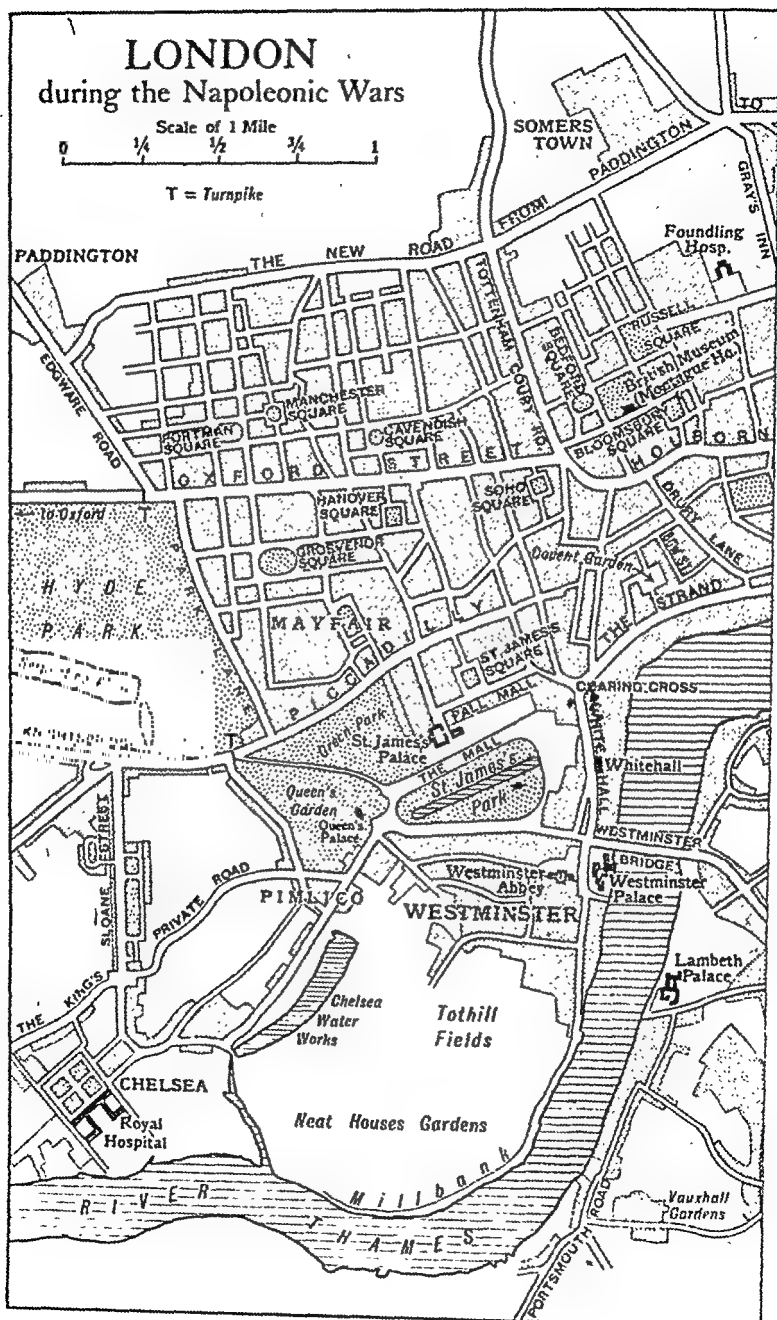 LONDON
during the Napoleonic Wars
Scale of 1 Mile
0 1/4 1/2 3/4 1
T = Turnpike
SOMERS
TOWN
TO
FROM PADDINGTON
GRAY'S INN
PADDINGTON
THE NEW ROAD
Foundling
Hosp.
TOTTENHAM COURT RD.
EDGWARE ROAD
BEDFORD
SQUARE
RUSSELL
SQUARE
British Museum
(Montague Ho.)
MANCHESTER
SQUARE
PORTMAN
SQUARE
CAVENDISH
SQUARE
BLOOMSBURY
SQUARE
OXFORD STREET
HOLBORN
HANOVER
SQUARE
SOHO
SQUARE
T
to Oxford
GROSVENOR
SQUARE
DRURY LANE
BOW ST.
Covent Garden
HYDE
PARK
PARK LANE
MAYFAIR
PICCADILLY
THE STRAND
ST. JAMES'S
SQUARE
PALL MALL
CHARING CROSS
T
Green Park
St. James's
Palace
THE MALL
WHITEHALL
Whitehall
St. James's
Park
Queen's
Garden
Queen's
Palace
SLOANE STREET
WESTMINSTER
BRIDGE
Westminster
Abbey
Westminster
Palace
PIMLICO
WESTMINSTER
THE KING'S PRIVATE ROAD
Lambeth
Palace
Chelsea
Water
Works
Tothill
Fields
CHELSEA
Royal
Hospital
Neat Houses Gardens
Millbank
RIVER THAMES
Vauxhall
Gardens
PORTSMOUTH ROAD